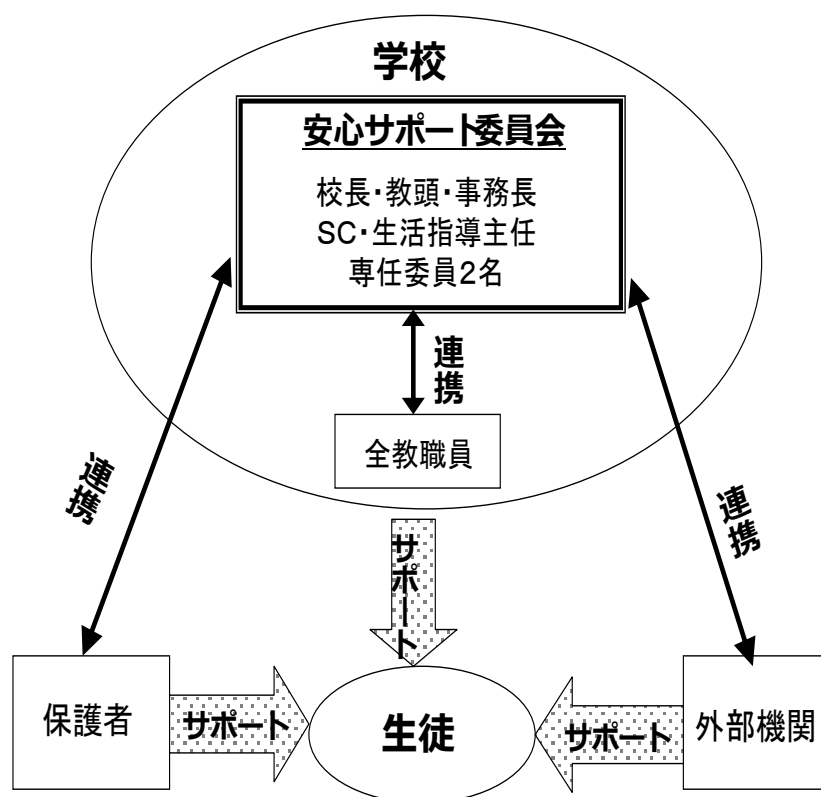 学校
安心サポート委員会
校長・教頭・事務長
SC・生活指導主任
専任委員2名
連携
全教職員
連携
連携
サポート
保護者
サポート
生徒
サポート
外部機関